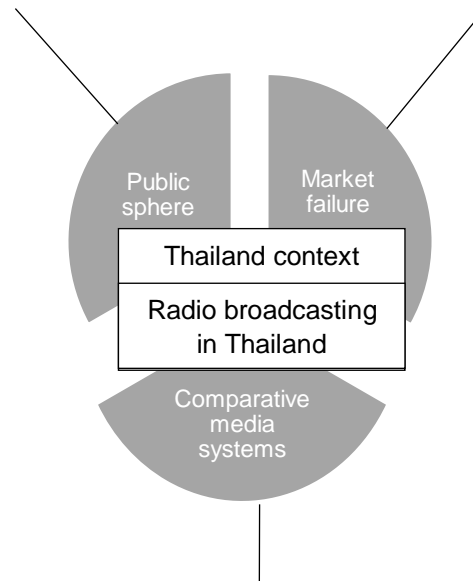 Public
sphere
Market
failure
Thailand context
Radio broadcasting
in Thailand
Comparative
media
systems